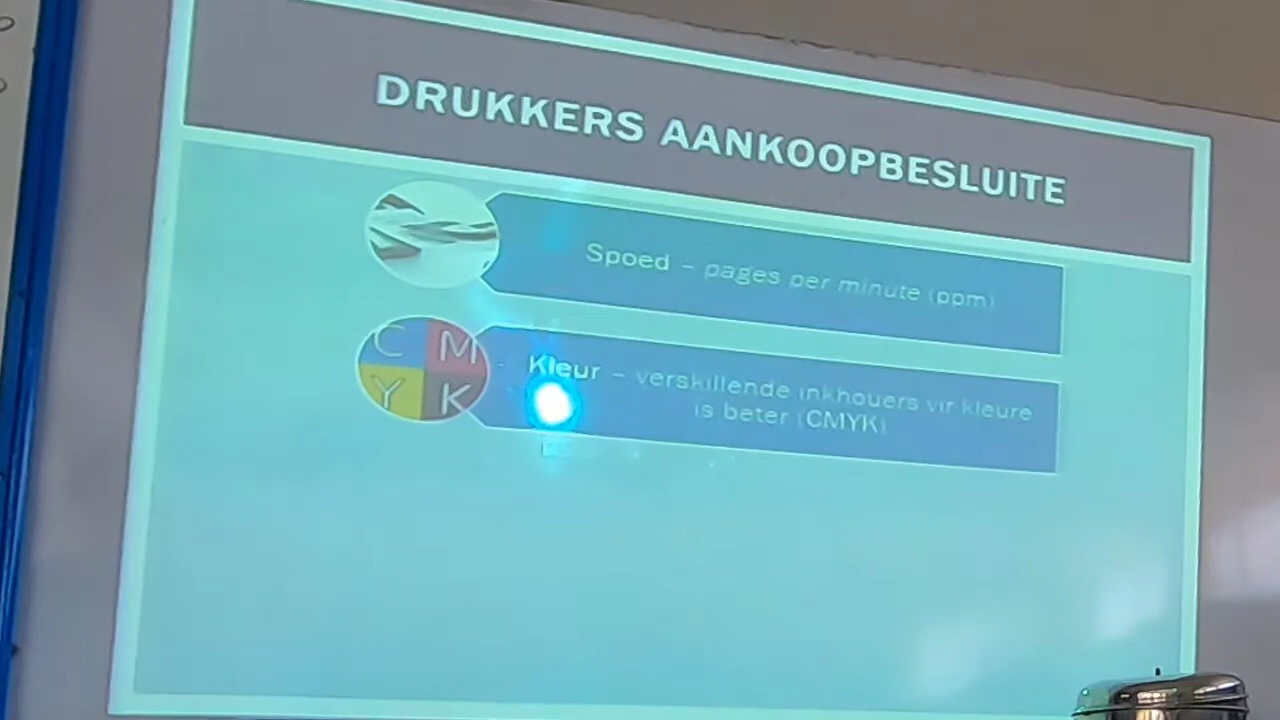 DRUKKERS AANKOOPBESLUITE
Spoed – pages per minute (ppm)
C M
Y K
Kleur – verskillende inkhouers vir kleure
is beter (CMYK)